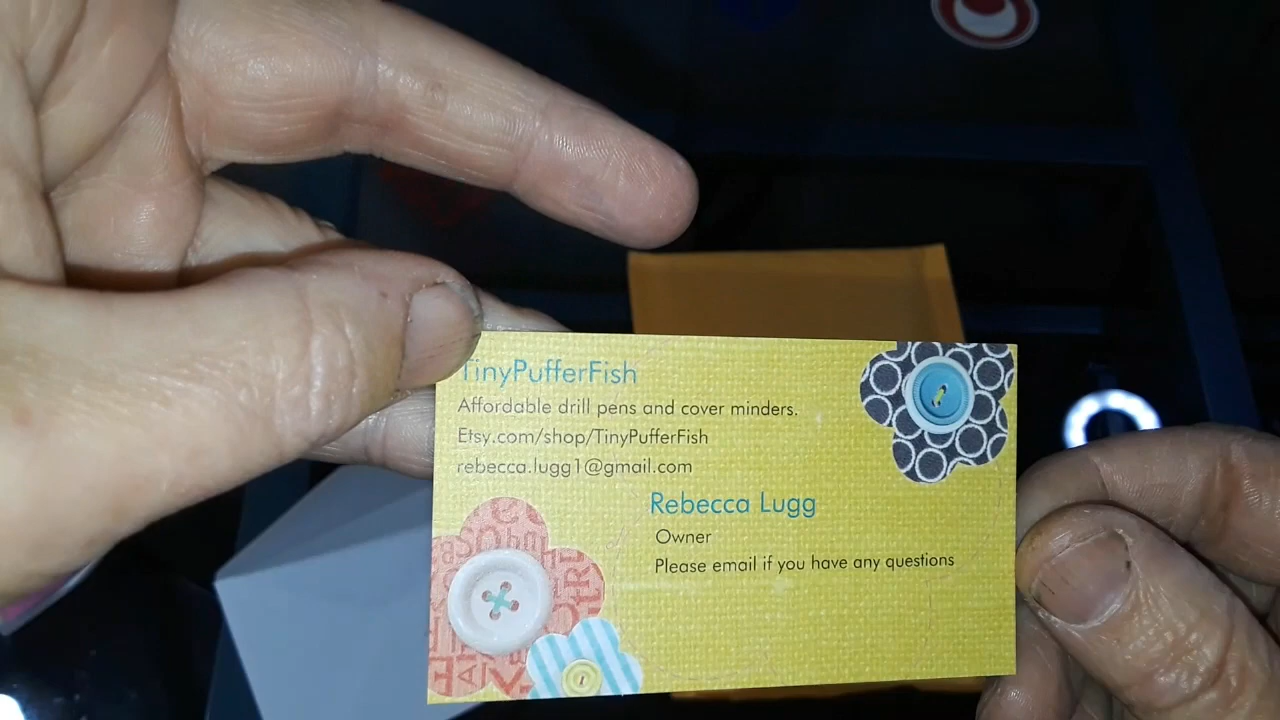 TinyPufferFish
Affordable drill pens and cover minders.
Etsy.com/shop/TinyPufferFish
rebecca.lugg1@gmail.com
Rebecca Lugg
Owner
Please email if you have any questions